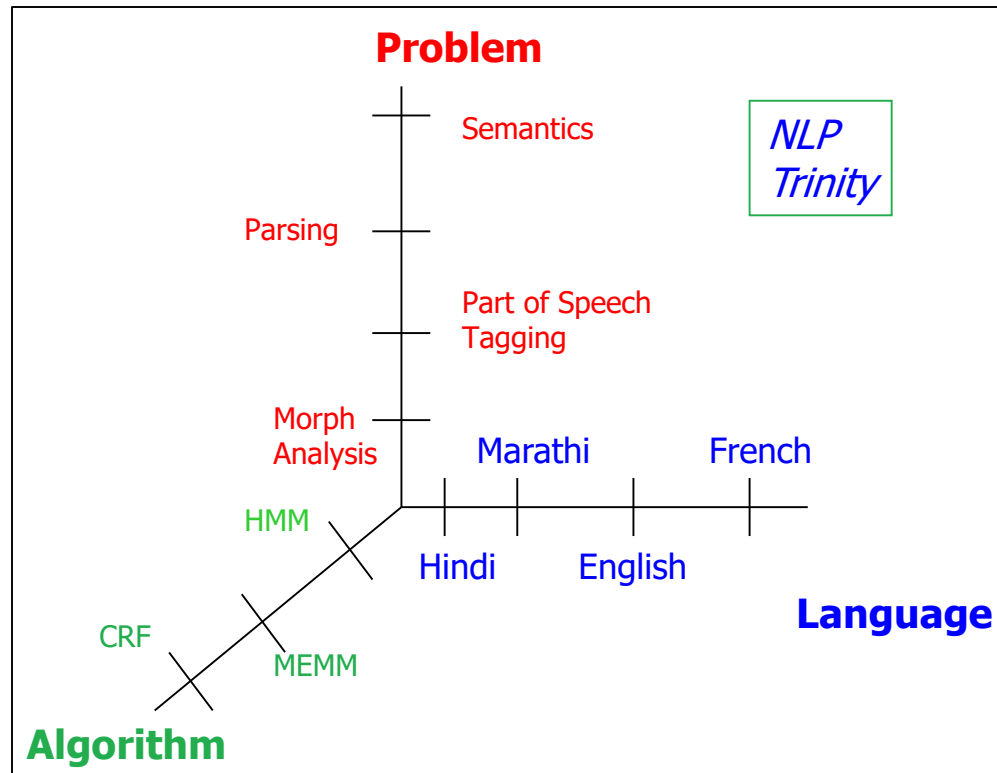 Problem
Semantics
NLP
Trinity
Parsing
Part of Speech
Tagging
Morph
Analysis
Marathi
French
HMM
Hindi
English
Language
CRF
MEMM
Algorithm